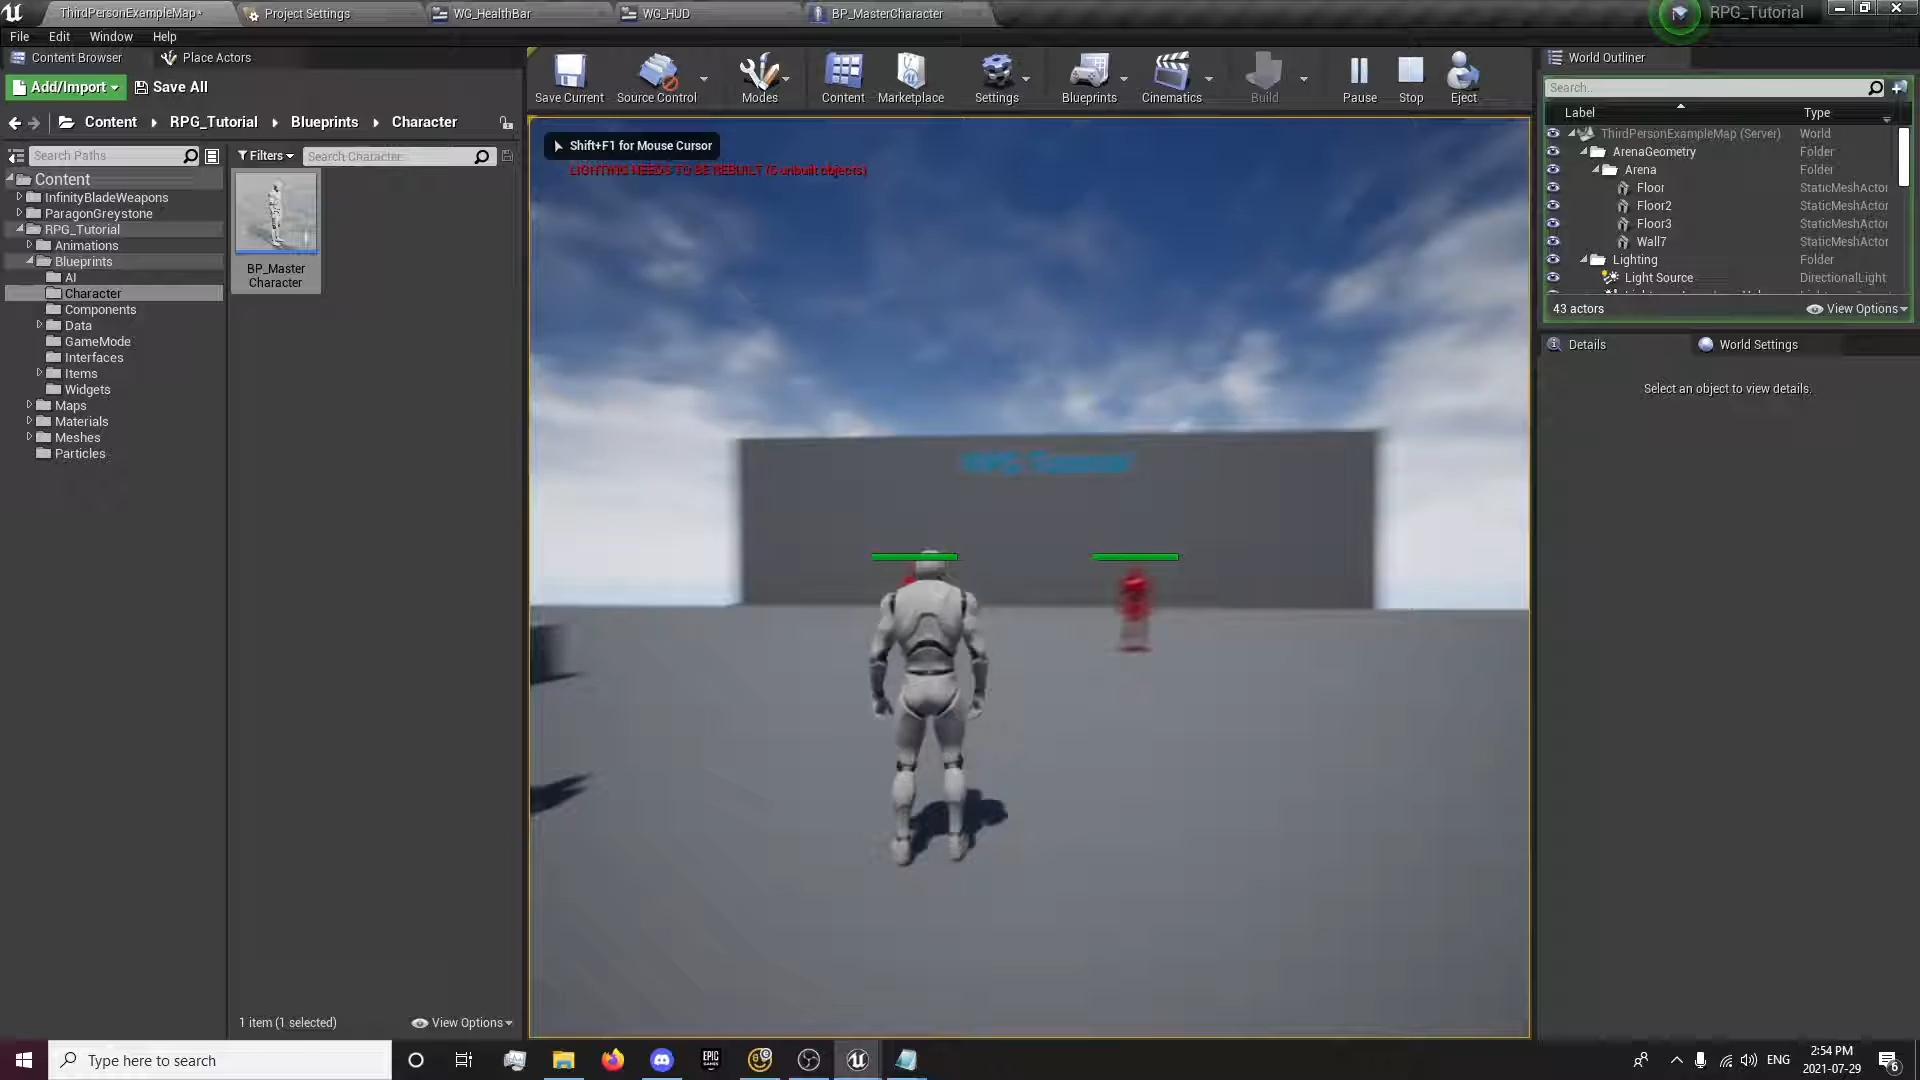 ThirdPersonExampleMap*
Project Settings
WG_HealthBar
WG_HUD
BP_MasterCharacter
RPG_Tutorial
File Edit Window Help
Content Browser
Place Actors
Add/Import
Save All
Content RPG_Tutorial Blueprints Character
Search Paths
Filters
Search Character
Content
InfinityBladeWeapons
ParagonGreystone
RPG_Tutorial
Animations
Blueprints
AI
Character
Components
Data
GameMode
Interfaces
Items
Widgets
Maps
Materials
Meshes
Particles
BP_Master
Character
1 item (1 selected)
View Options
Save Current
Source Control
Modes
Content
Marketplace
Settings
Blueprints
Cinematics
Build
Pause
Stop
Eject
Shift+F1 for Mouse Cursor
LIGHTING NEEDS TO BE REBUILT (6 unbuilt objects)
RPG Tutorial
World Outliner
Search..
Label Type
ThirdPersonExampleMap (Server) World
ArenaGeometry Folder
Arena Folder
Floor StaticMeshActor
Floor2 StaticMeshActor
Floor3 StaticMeshActor
Wall7 StaticMeshActor
Lighting Folder
Light Source DirectionalLight
43 actors
View Options
Details
World Settings
Select an object to view details.
Type here to search
EPIC
GAMES
ENG
2:54 PM
2021-07-29
6